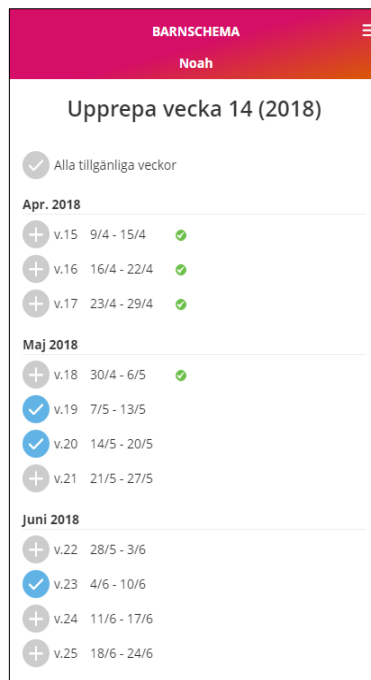 BARNSCHEMA
Noah
Upprepa vecka 14 (2018)
Alla tillgänliga veckor
Apr. 2018
v.15 9/4 - 15/4
v.16 16/4 - 22/4
v.17 23/4 - 29/4
Maj 2018
v.18 30/4 - 6/5
v.19 7/5 - 13/5
v.20 14/5 - 20/5
v.21 21/5 - 27/5
Juni 2018
v.22 28/5 - 3/6
v.23 4/6 - 10/6
v.24 11/6 - 17/6
v.25 18/6 - 24/6